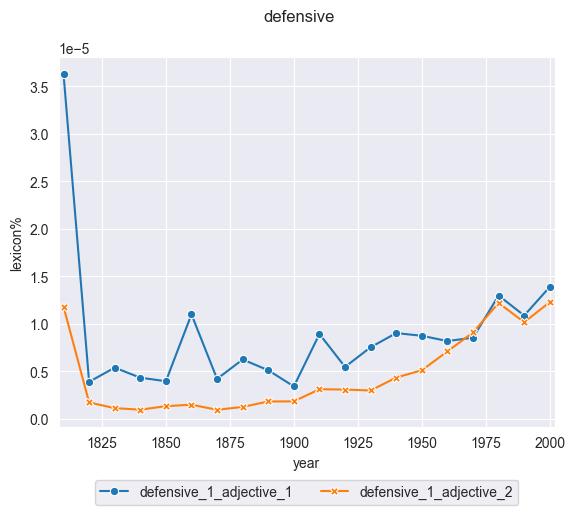 defensive
1e−5
3.5
3.0
2.5
2.0
1.5
1.0
0.5
0.0
lexicon%
1825 1850 1875 1900 1925 1950 1975 2000
year
defensive_1_adjective_1 defensive_1_adjective_2